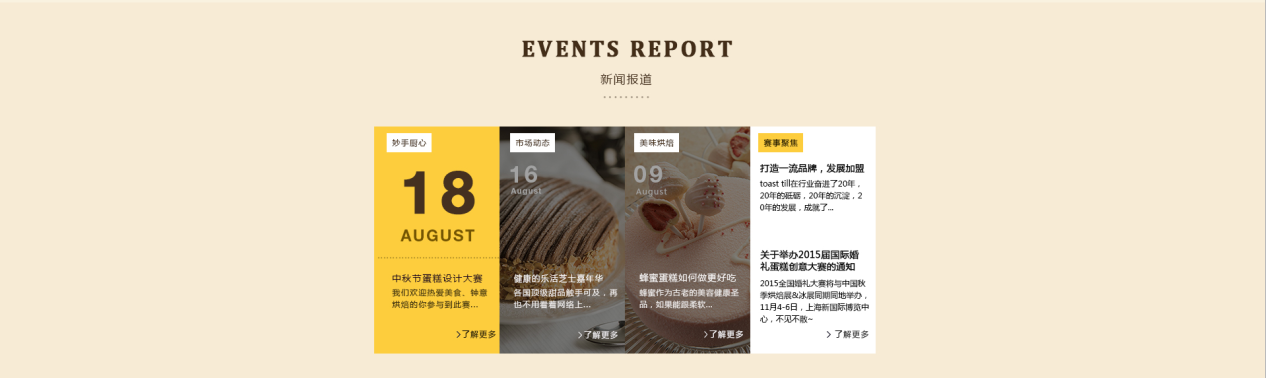 EVENTS REPORT
新闻报道
妙手厨心
18
AUGUST
中秋节蛋糕设计大赛
我们欢迎热爱美食、钟意
烘焙的你参与到此赛...
>了解更多
市场动态
16
August
健康的乐活芝士嘉年华
各国顶级甜品触手可及，再
也不用看着网络上...
>了解更多
美味烘焙
09
August
蜂蜜蛋糕如何做更好吃
蜂蜜作为古老的美容健康圣
品，如果能跟柔软...
>了解更多
赛事聚焦
打造一流品牌，发展加盟
toast till在行业奋进了20年，
20年的砥砺，20年的沉淀，2
0年的发展，成就了...
关于举办2015届国际婚
礼蛋糕创意大赛的通知
2015全国婚礼大赛将与中国秋
季烘焙展&冰展同期同地举办，
11月4-6日，上海新国际博览中
心，不见不散~
> 了解更多